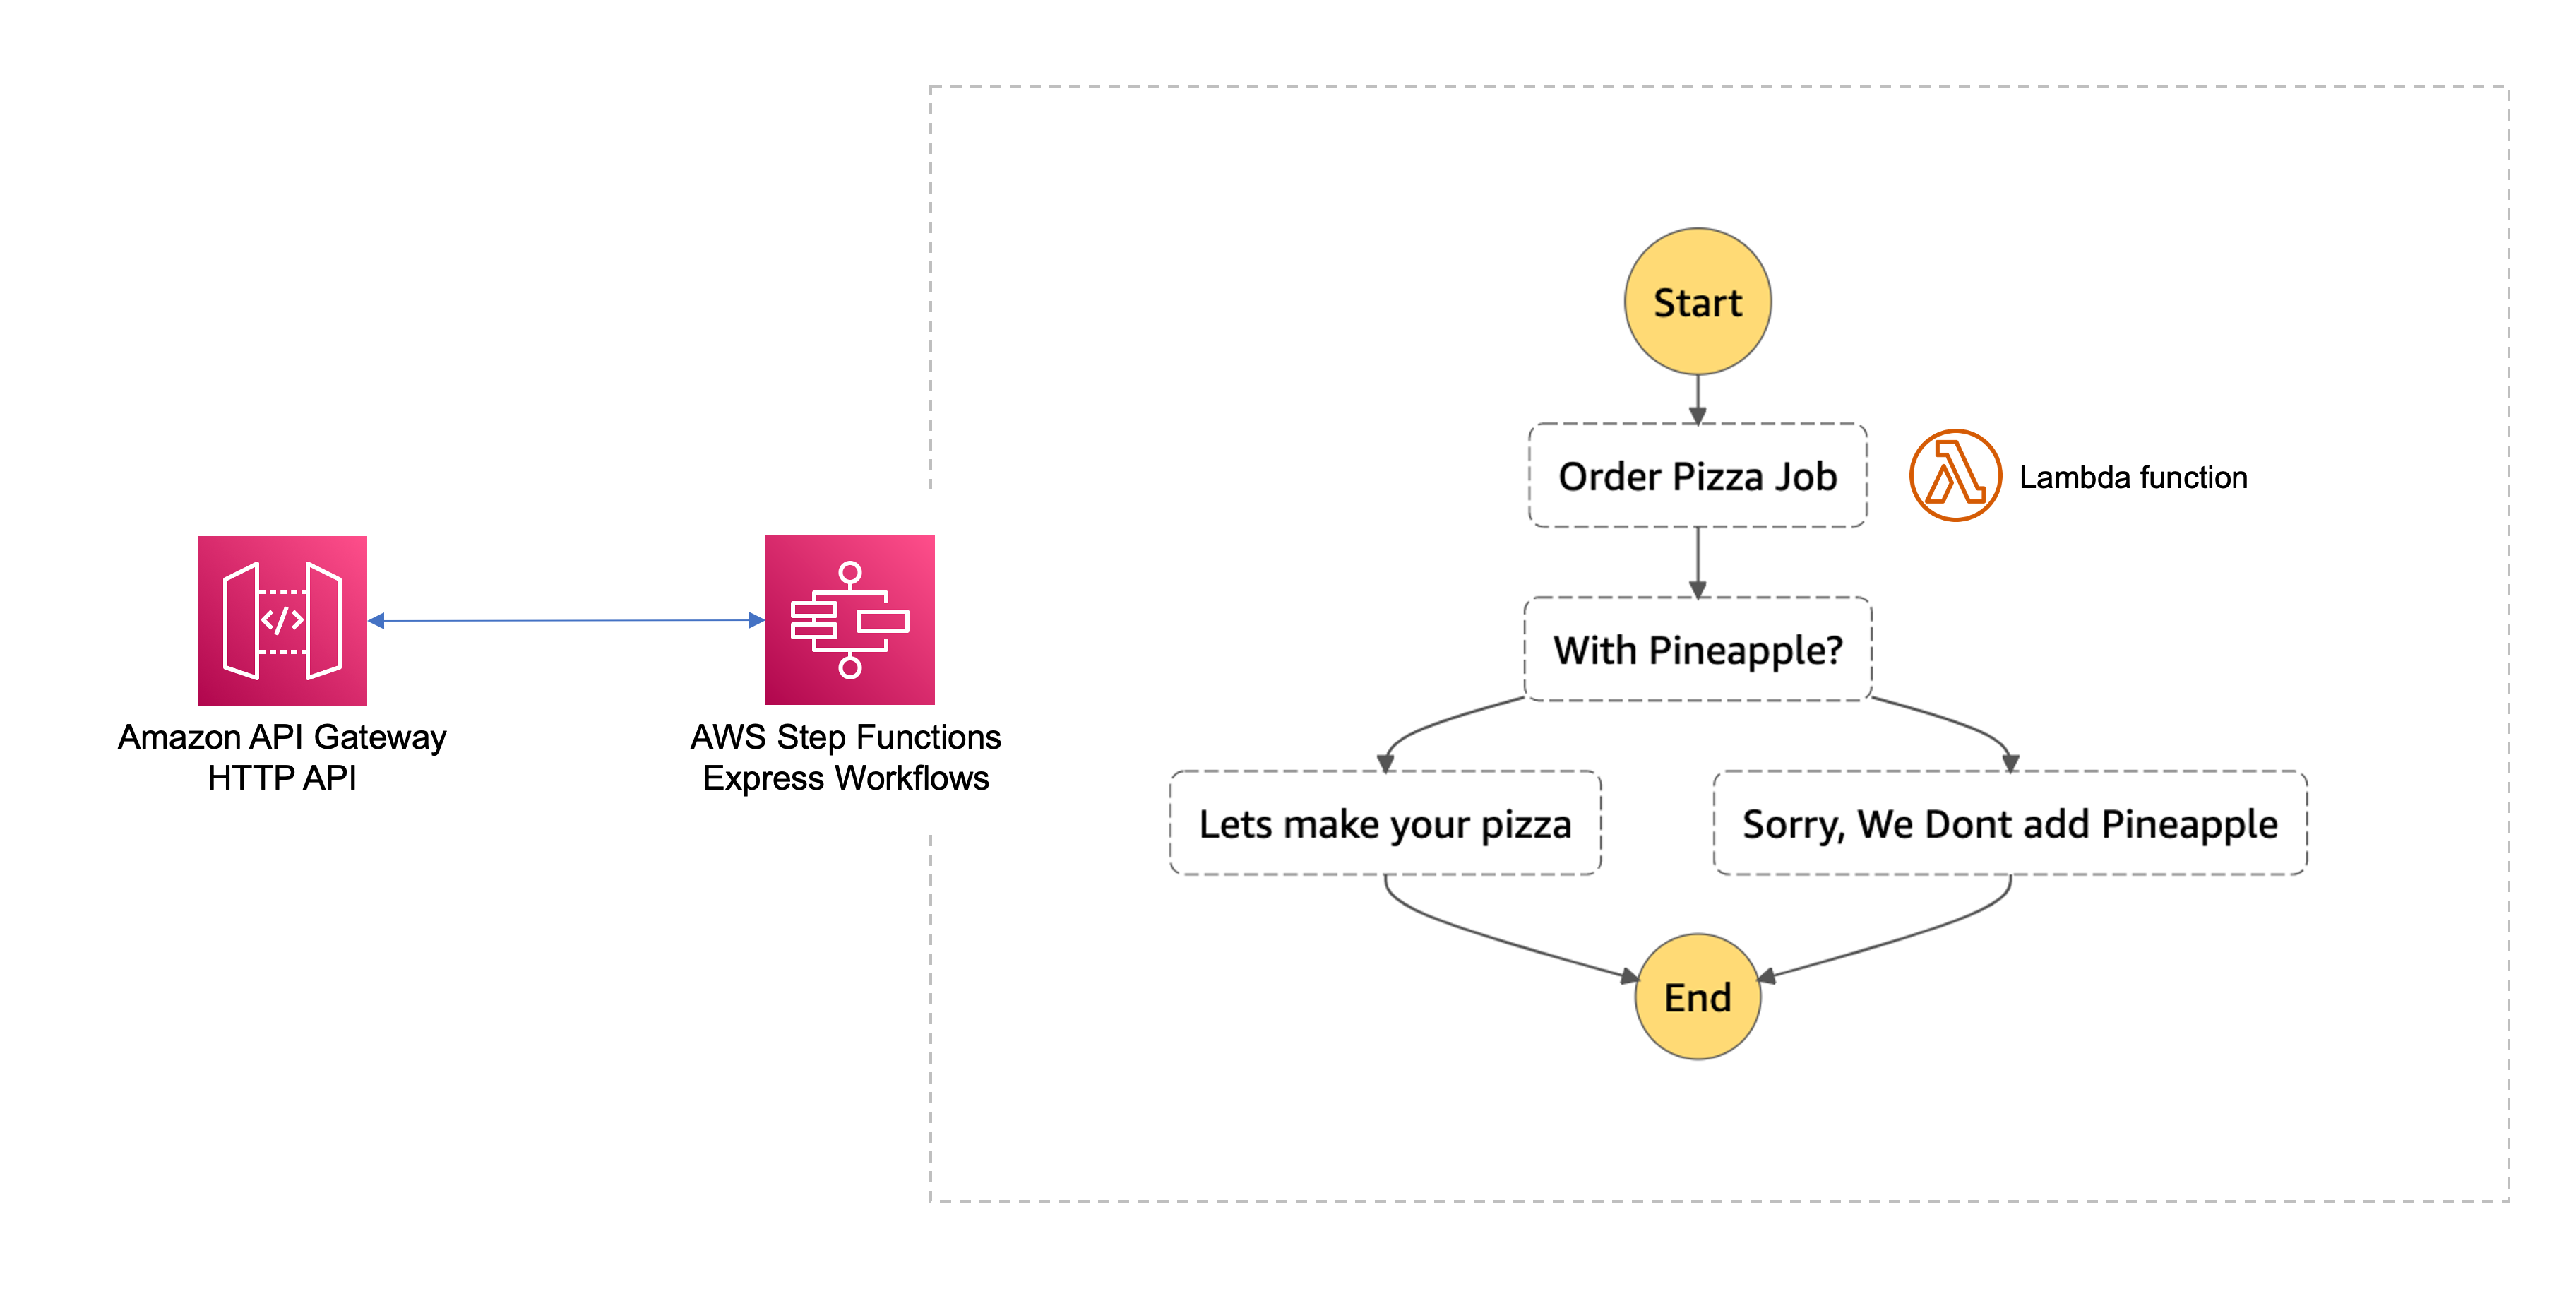 Amazon API Gateway
HTTP API
AWS Step Functions
Express Workflows
Start
Order Pizza Job
Lambda function
With Pineapple?
Lets make your pizza
Sorry, We Dont add Pineapple
End